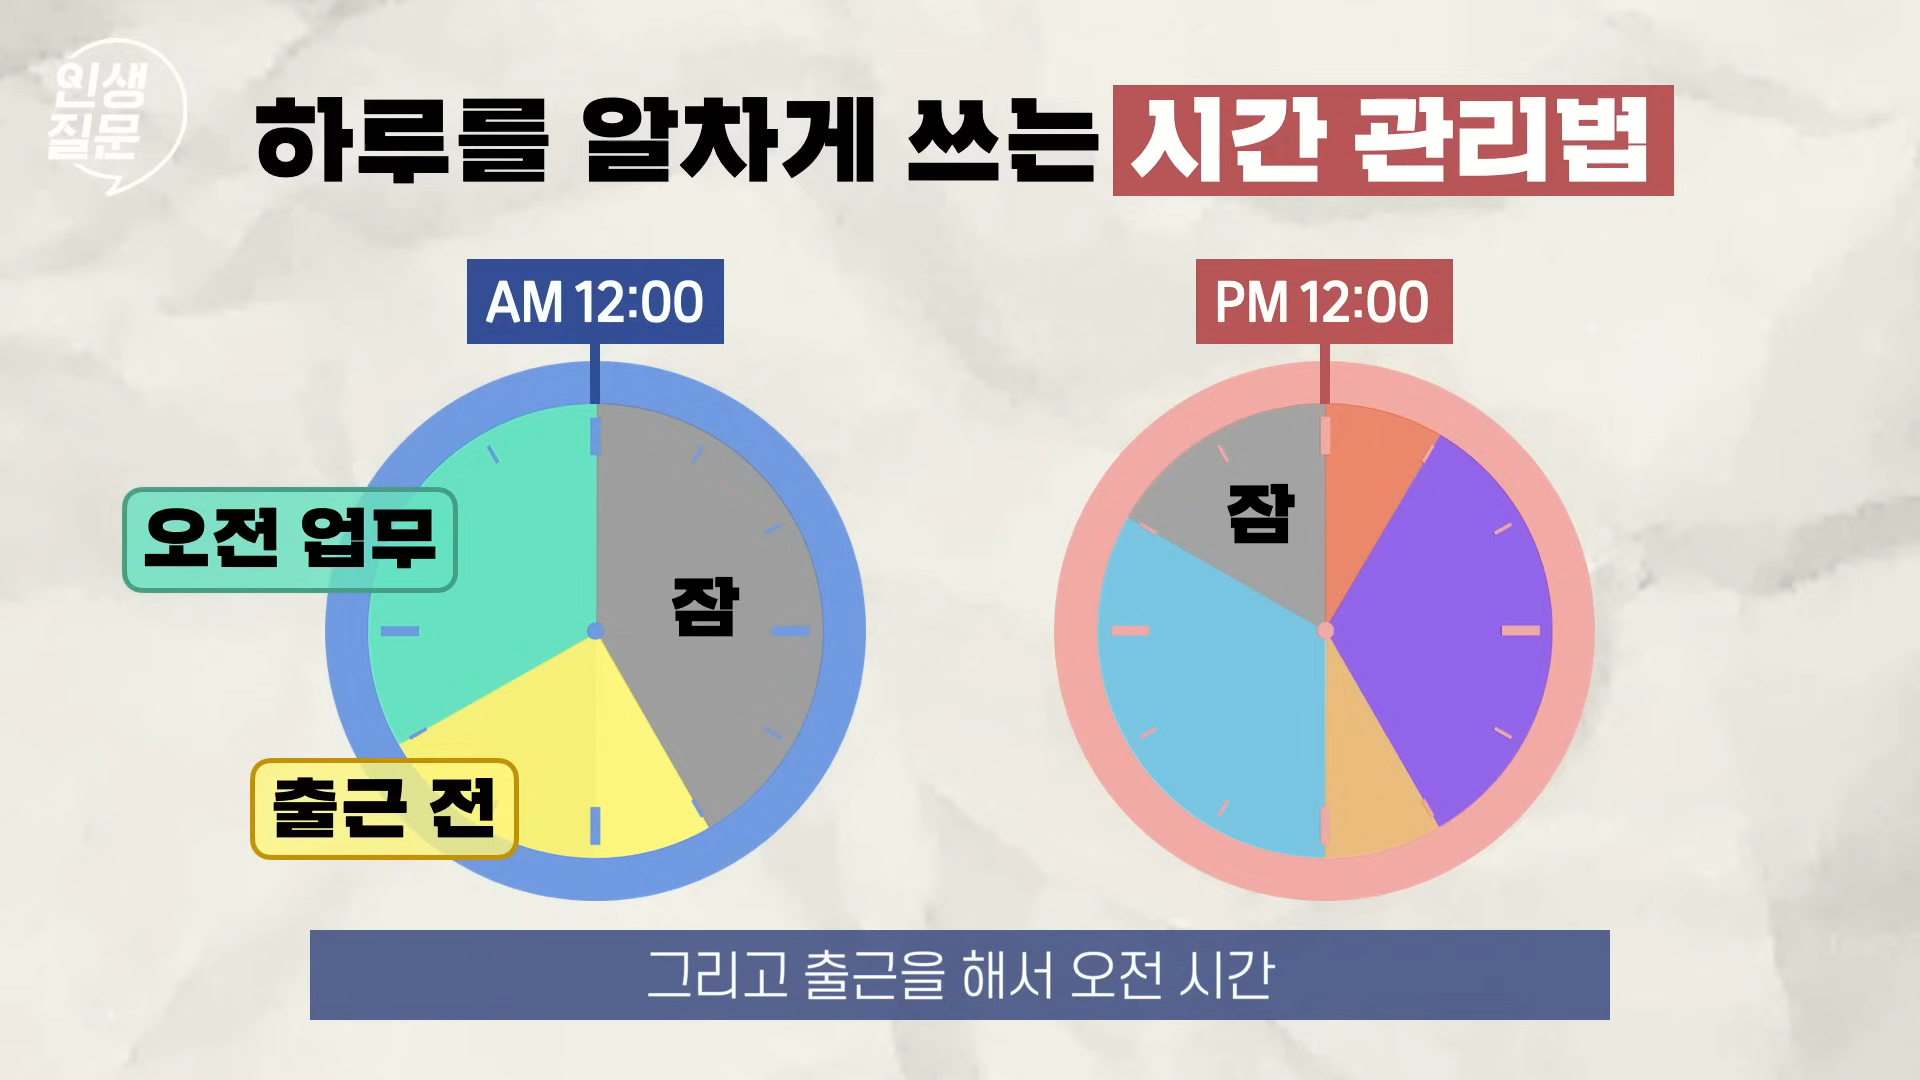 인생
질문
하루를 알차게 쓰는 시간 관리법
AM 12:00
PM 12:00
오전 업무
잠
잠
출근 전
그리고 출근을 해서 오전 시간